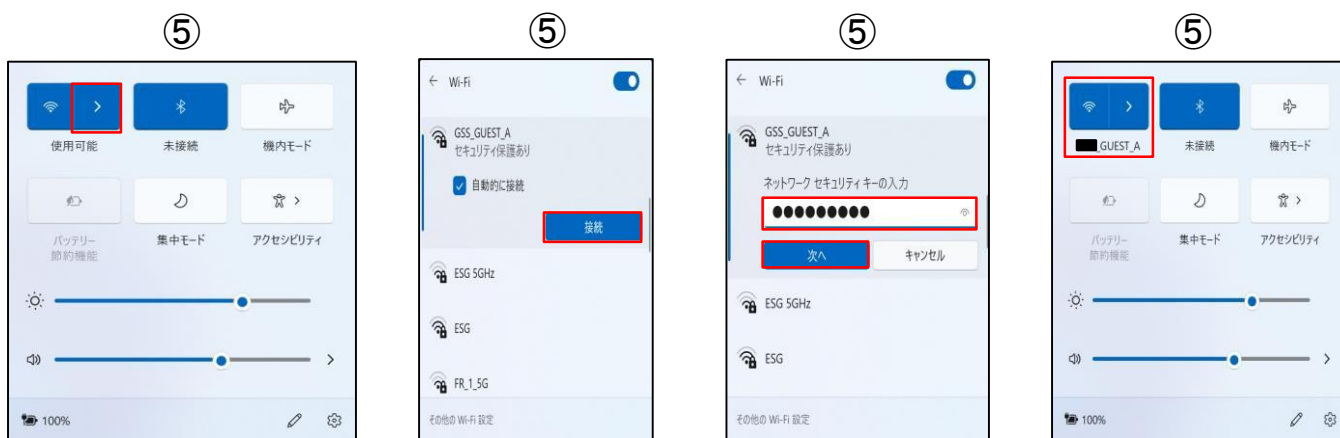 ⑤
使用可能
未接続
機内モード
バッテリー
節約機能
集中モード
アクセシビリティ
100%
⑤
Wi-Fi
GSS_GUEST_A
セキュリティ保護あり
自動的に接続
接続
ESG 5GHz
ESG
FR_1_5G
その他の Wi-Fi 設定
⑤
Wi-Fi
GSS_GUEST_A
セキュリティ保護あり
ネットワーク セキュリティ キーの入力
●●●●●●●●●
次へ
キャンセル
ESG 5GHz
ESG
その他の Wi-Fi 設定
⑤
_GUEST_A
未接続
機内モード
バッテリー
節約機能
集中モード
アクセシビリティ
100%